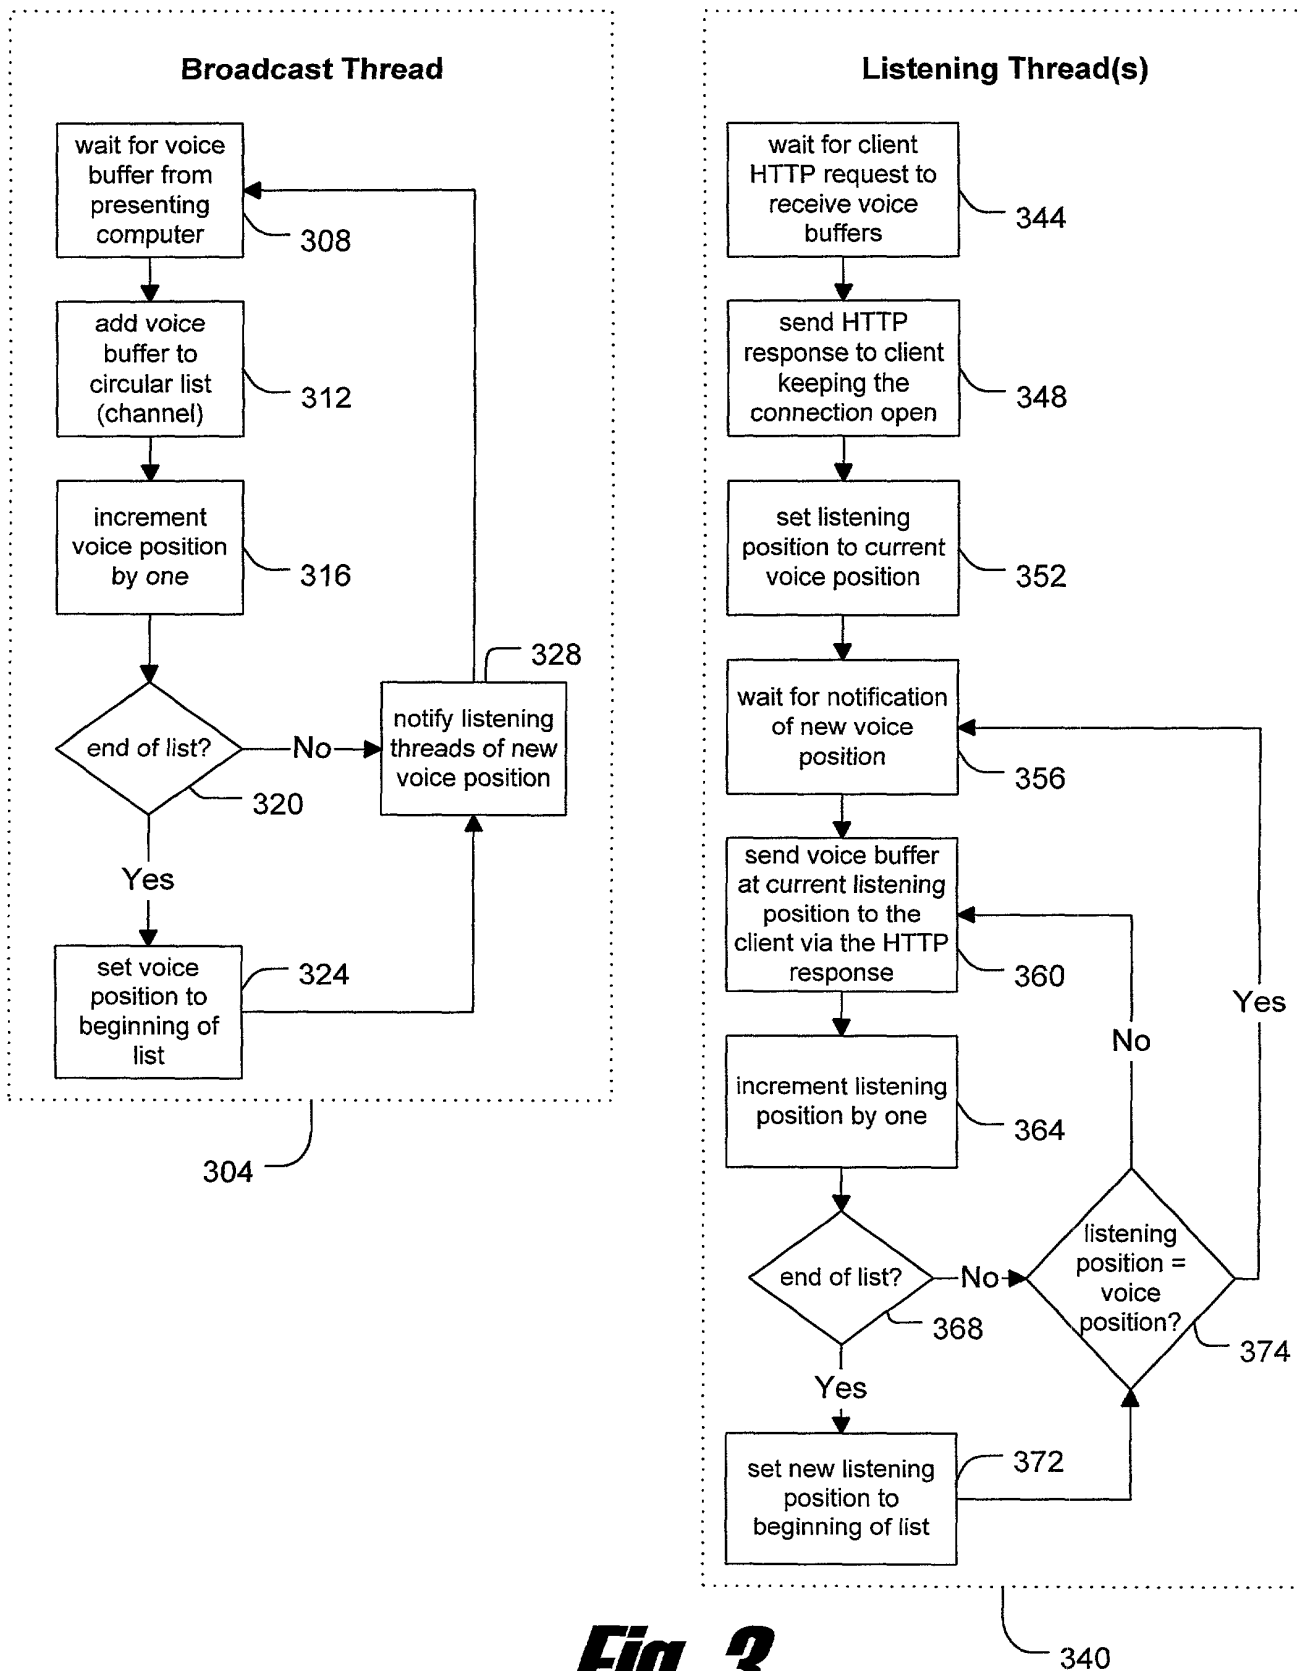 Broadcast Thread
wait for voice
buffer from
presenting
computer
308
add voice
buffer to
circular list
(channel)
312
increment
voice position
by one
316
end of list?
320
No
notify listening
threads of new
voice position
328
Yes
set voice
position to
beginning of
list
324
304
Listening Thread(s)
wait for client
HTTP request to
receive voice
buffers
344
send HTTP
response to client
keeping the
connection open
348
set listening
position to current
voice position
352
wait for notification
of new voice
position
356
send voice buffer
at current listening
position to the
client via the HTTP
response
360
increment listening
position by one
364
end of list?
368
No
listening
position =
voice
position?
374
No
Yes
Yes
set new listening
position to
beginning of list
372
340
Fig. 3